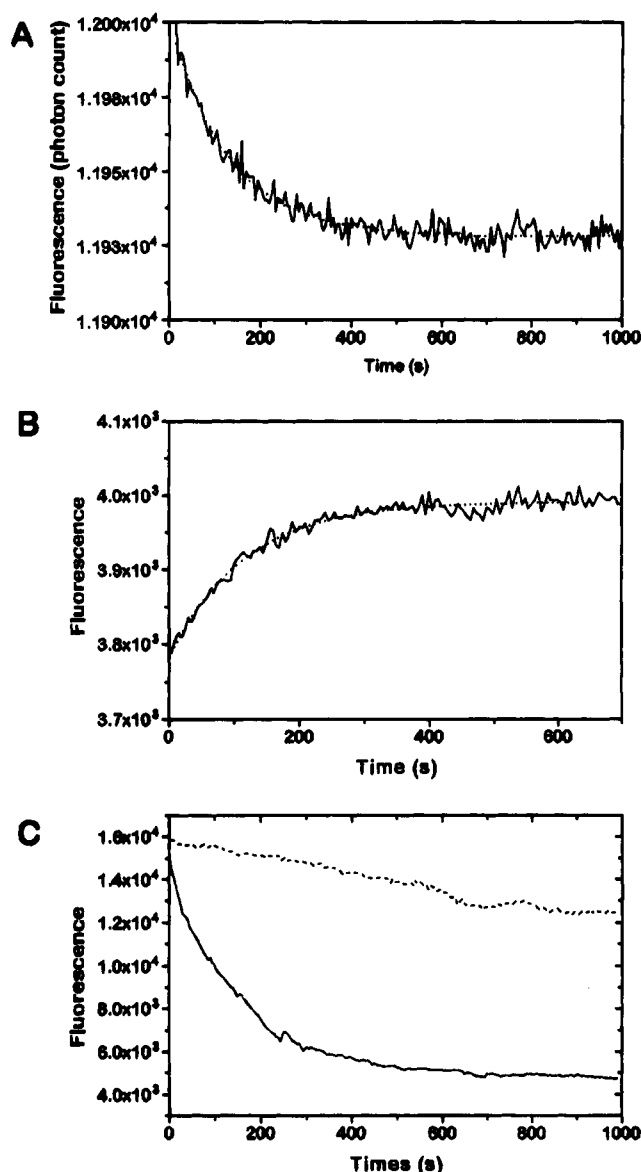 A
Fluorescence (photon count)
1.200x10⁴
1.198x10⁴
1.195x10⁴
1.193x10⁴
1.190x10⁴
0 200 400 600 800 1000
Time (s)
B
Fluorescence
4.1x10³
4.0x10³
3.9x10³
3.8x10³
3.7x10³
0 200 400 600
Time (s)
C
Fluorescence
1.6x10⁴
1.4x10⁴
1.2x10⁴
1.0x10⁴
8.0x10³
6.0x10³
4.0x10³
0 200 400 600 800 1000
Times (s)